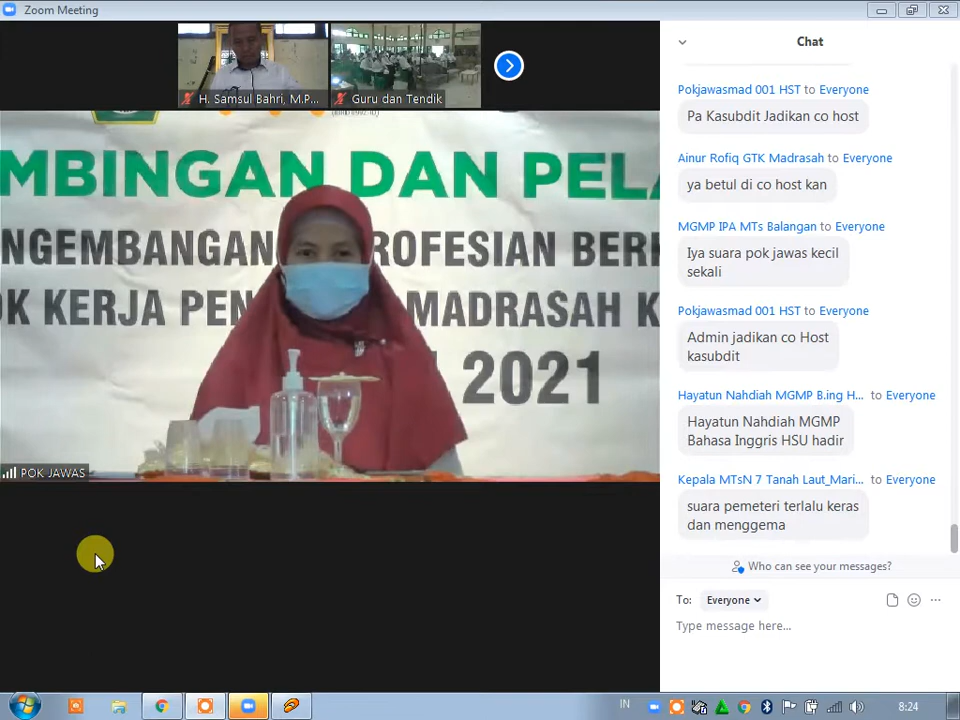 Zoom Meeting
H. Samsul Bahri, M.P...
Guru dan Tendik
MBINGAN DAN PELA
NGEMBANGAN ROFESIAN BER
OK KERJA PEN MADRASAH K
2021
POK JAWAS
Chat
Pokjawasmad 001 HST to Everyone
Pa Kasubdit Jadikan co host
Ainur Rofiq GTK Madrasah to Everyone
ya betul di co host kan
MGMP IPA MTs Balangan to Everyone
Iya suara pok jawas kecil
sekali
Pokjawasmad 001 HST to Everyone
Admin jadikan co Host
kasubdit
Hayatun Nahdiah MGMP B.ing H... to Everyone
Hayatun Nahdiah MGMP
Bahasa Inggris HSU hadir
Kepala MTsN 7 Tanah Laut_Mari... to Everyone
suara pemeteri terlalu keras
dan menggema
Who can see your messages?
To: Everyone
Type message here...
IN
8:24